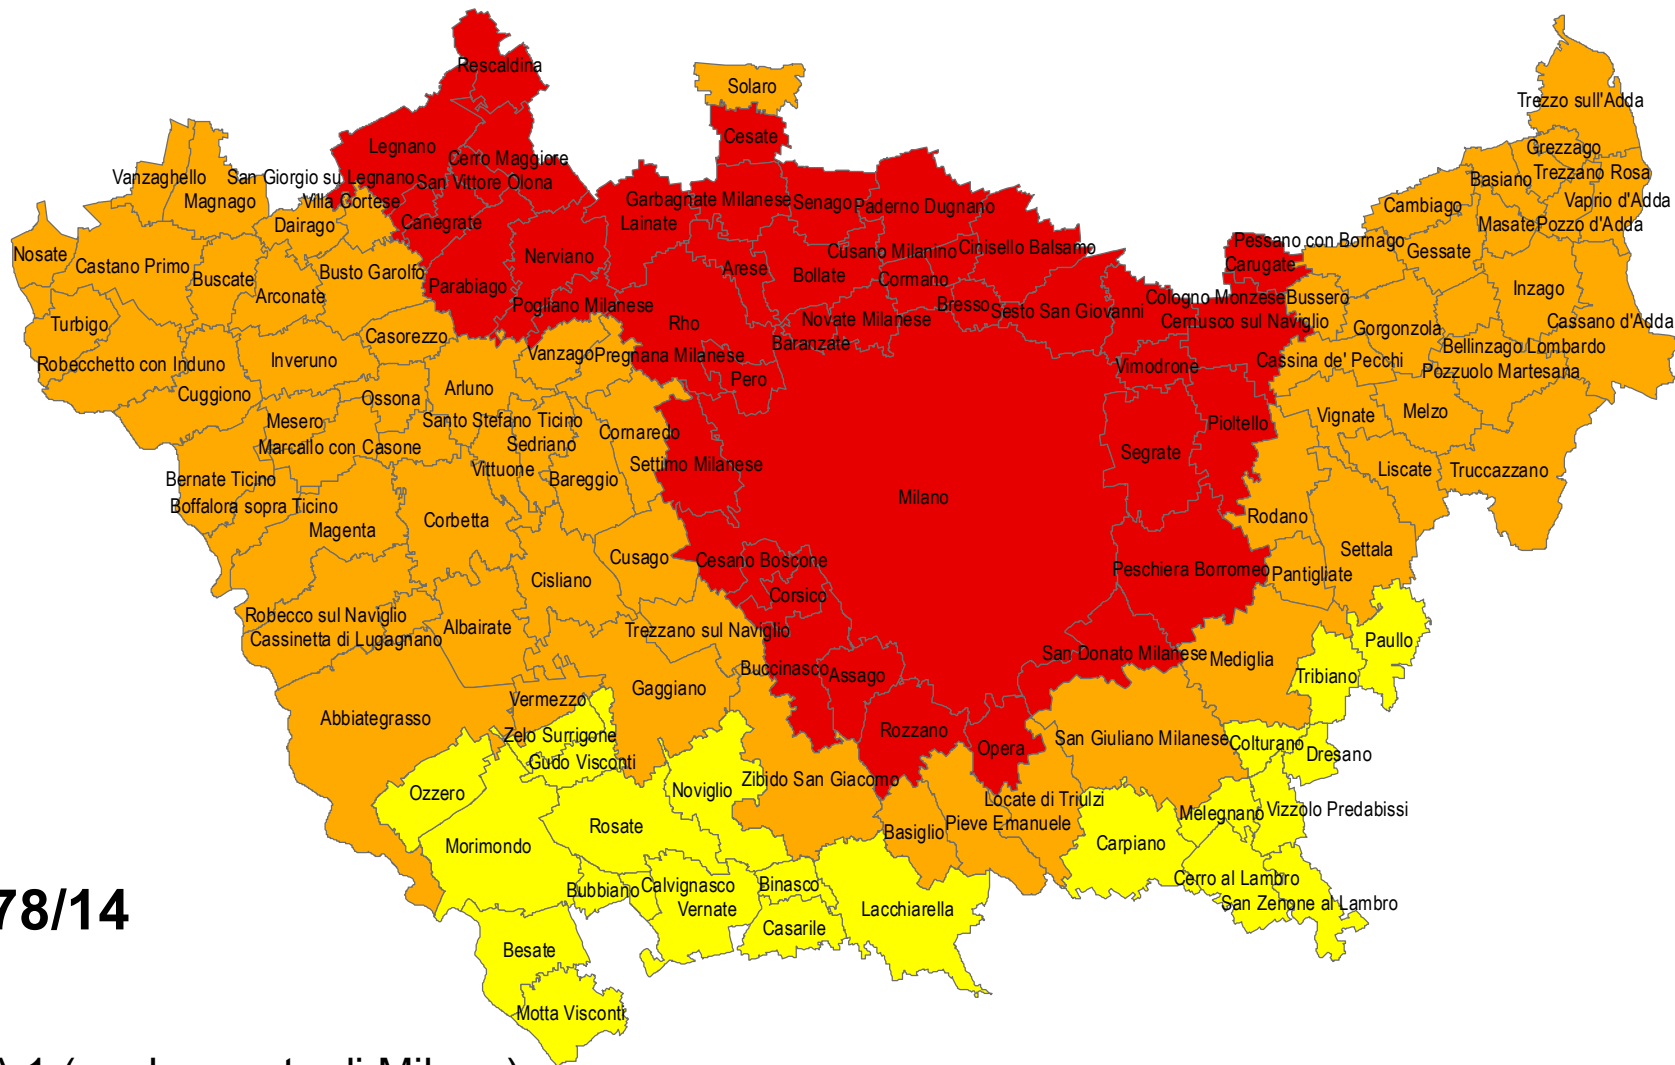 Rescaldina
Solaro
Trezzo sull'Adda
Cesate
Legnano
Grezzago
Cerro Maggiore
Trezzano Rosa
Vanzaghello
San Giorgio su Legnano
San Vittore Olona
Basiano
Magnago
Villa Cortese
Garbagnate Milanese
Senago
Paderno Dugnano
Cambiago
Vaprio d'Adda
Dairago
Canegrate
Lainate
Masate
Pozzo d'Adda
Nosate
Castano Primo
Nerviano
Cusano Milanino
Cinisello Balsamo
Pessano con Bornago
Gessate
Buscate
Busto Garolfo
Arese
Bollate
Cormano
Carugate
Arconate
Parabiago
Inzago
Pogliano Milanese
Bresso
Sesto San Giovanni
Cologno Monzese
Bussero
Turbigo
Rho
Novate Milanese
Cernusco sul Naviglio
Gorgonzola
Cassano d'Adda
Casorezzo
Baranzate
Bellinzago Lombardo
Robecchetto con Induno
Inveruno
Vanzago
Pregnana Milanese
Vimodrone
Cassina de' Pecchi
Pozzuolo Martesana
Cuggiono
Ossona
Arluno
Pero
Mesero
Santo Stefano Ticino
Pioltello
Vignate
Melzo
Marcallo con Casone
Sedriano
Cornaredo
Segrate
Bernate Ticino
Vittuone
Bareggio
Settimo Milanese
Liscate
Truccazzano
Boffalora sopra Ticino
Milano
Magenta
Corbetta
Rodano
Cusago
Cesano Boscone
Settala
Cisliano
Peschiera Borromeo
Pantigliate
Corsico
Robecco sul Naviglio
Albairate
Trezzano sul Naviglio
Cassinetta di Lugagnano
San Donato Milanese
Mediglia
Paullo
Gaggiano
Buccinasco
Assago
Tribiano
Abbiategrasso
Vermezzo
Zelo Surrigone
Rozzano
Opera
San Giuliano Milanese
Colturano
Dresano
Gudo Visconti
Ozzero
Noviglio
Zibido San Giacomo
Locate di Triulzi
Melegnano
Vizzolo Predabissi
Morimondo
Rosate
Basiglio
Pieve Emanuele
Carpiano
Bubbiano
Calvignasco
Binasco
Cerro al Lambro
78/14
Vernate
Lacchiarella
San Zenone al Lambro
Besate
Casarile
Motta Visconti